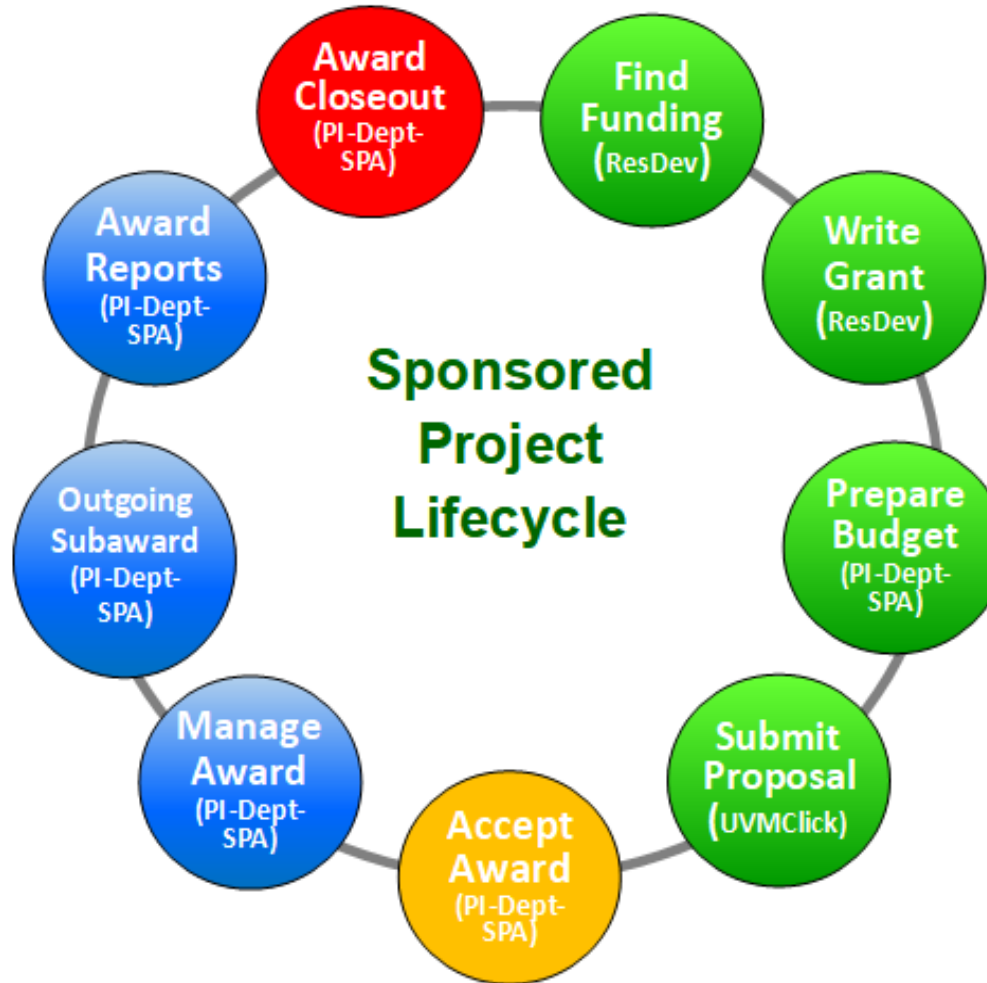 Sponsored
Project
Lifecycle
Find
Funding
(ResDev)
Write
Grant
(ResDev)
Prepare
Budget
(PI-Dept-
SPA)
Submit
Proposal
(UVMClick)
Accept
Award
(PI-Dept-
SPA)
Manage
Award
(PI-Dept-
SPA)
Outgoing
Subaward
(PI-Dept-
SPA)
Award
Reports
(PI-Dept-
SPA)
Award
Closeout
(PI-Dept-
SPA)